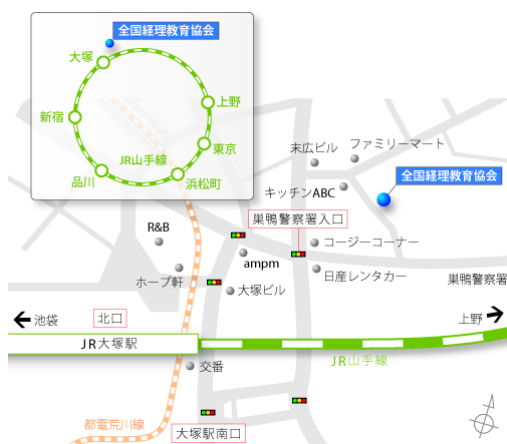 全国経理教育協会
大塚
新宿
上野
東京
JR山手線
品川
浜松町
末広ビル
ファミリーマート
キッチンABC
全国経理教育協会
巣鴨警察署入口
R&B
コージーコーナー
ampm
ホープ軒
日産レンタカー
巣鴨警察署
大塚ビル
池袋
北口
上野
JR大塚駅
JR山手線
交番
都電荒川線
大塚駅南口